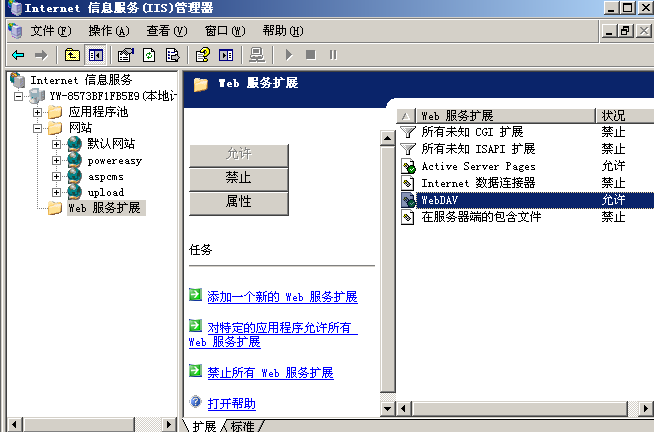 Internet 信息服务(IIS)管理器
文件(F) 操作(A) 查看(V) 窗口(W) 帮助(H)
Internet 信息服务
YW-8573BF1FB5E9(本地计
应用程序池
网站
默认网站
powereasy
aspcms
upload
Web 服务扩展
Web 服务扩展
允许
禁止
属性
任务
添加一个新的 Web 服务扩展
对特定的应用程序允许所有
Web 服务扩展
禁止所有 Web 服务扩展
打开帮助
Web 服务扩展 状况
所有未知 CGI 扩展 禁止
所有未知 ISAPI 扩展 禁止
Active Server Pages 允许
Internet 数据连接器 禁止
WebDAV 允许
在服务器端的包含文件 禁止
扩展 标准